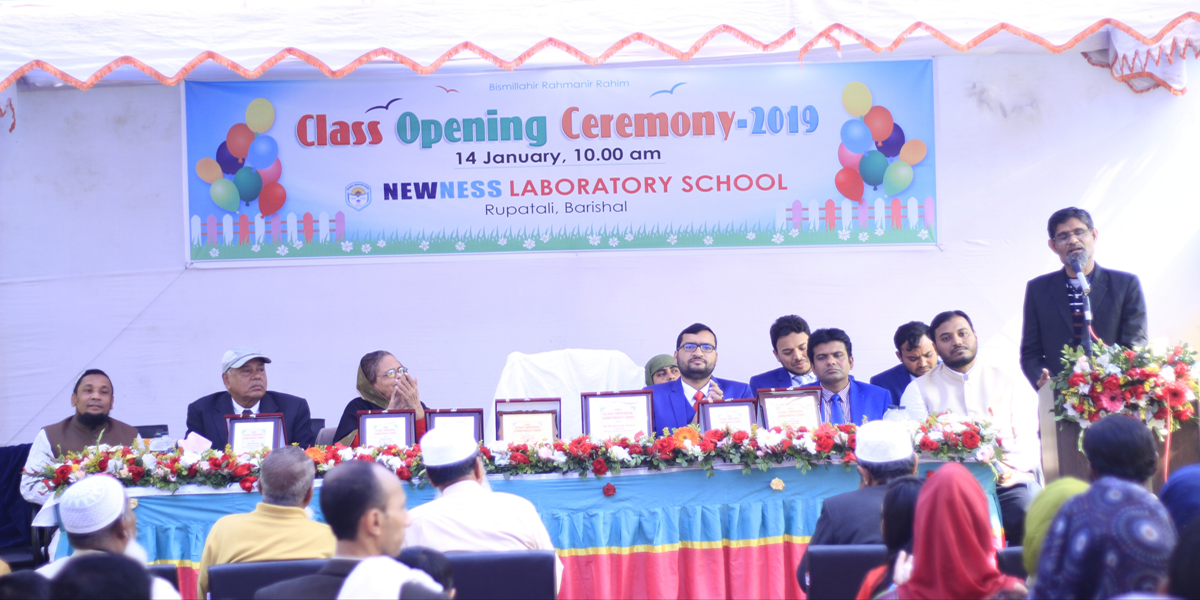 Bismillahir Rahmanir Rahim
Class Opening Ceremony-2019
14 January, 10.00 am
NEWNESS LABORATORY SCHOOL
Rupatali, Barishal